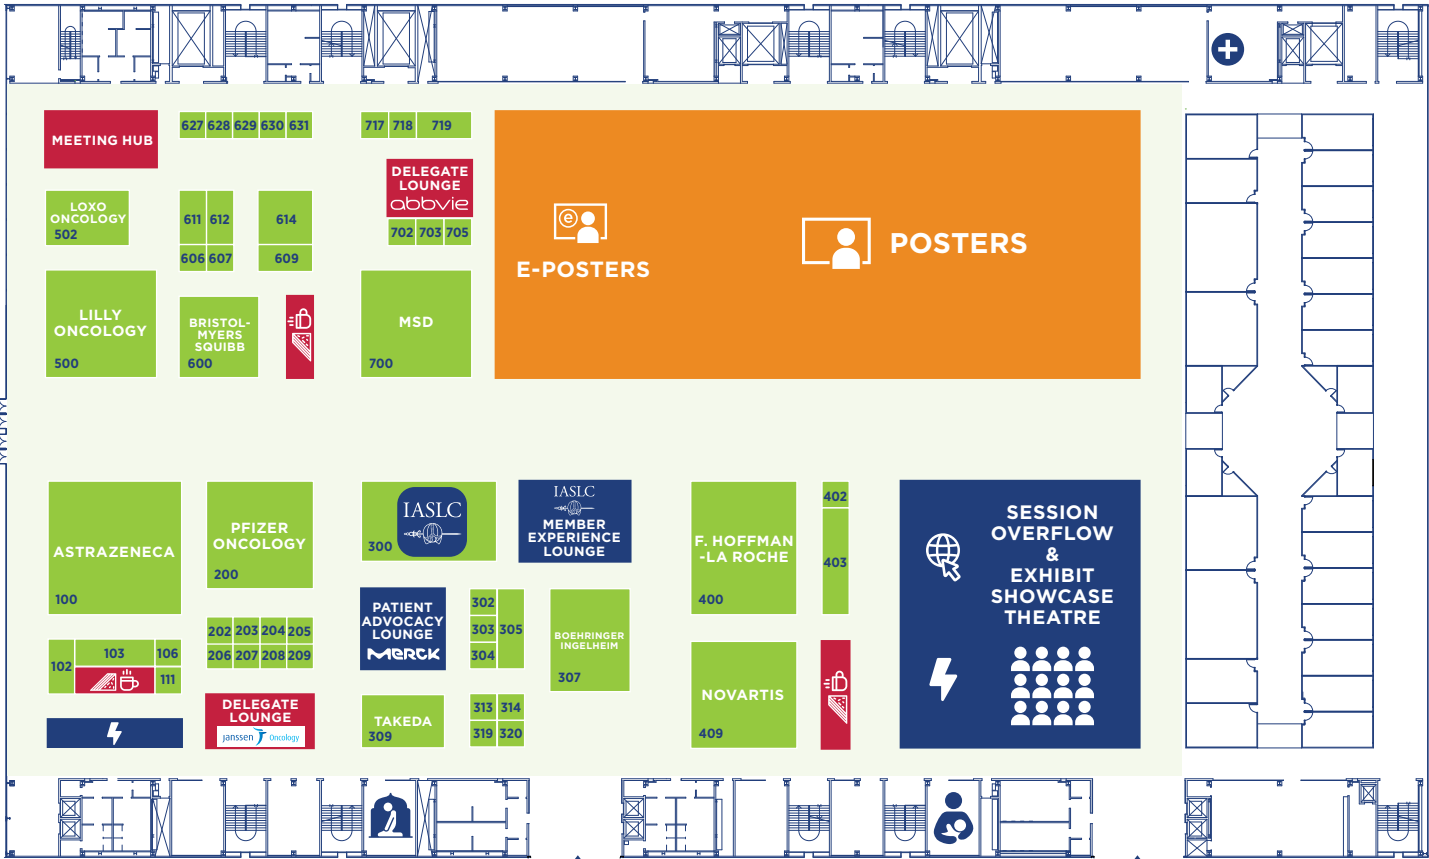 MEETING HUB
627 628 629 630 631
717 718 719
DELEGATE
LOUNGE
abbvie
702 703 705
LOXO
ONCOLOGY
502
611 612
614
606 607
609
e
E-POSTERS
POSTERS
LILLY
ONCOLOGY
500
BRISTOL-
MYERS
SQUIBB
600
MSD
700
ASTRAZENECA
100
PFIZER
ONCOLOGY
200
IASLC
300
IASLC
MEMBER
EXPERIENCE
LOUNGE
F. HOFFMAN
-LA ROCHE
400
402
403
SESSION
OVERFLOW
&
EXHIBIT
SHOWCASE
THEATRE
102
103
106
111
202 203 204 205
206 207 208 209
PATIENT
ADVOCACY
LOUNGE
MERCK
302
303
304
305
BOEHRINGER
INGELHEIM
307
DELEGATE
LOUNGE
janssen Oncology
TAKEDA
309
313 314
319 320
NOVARTIS
409